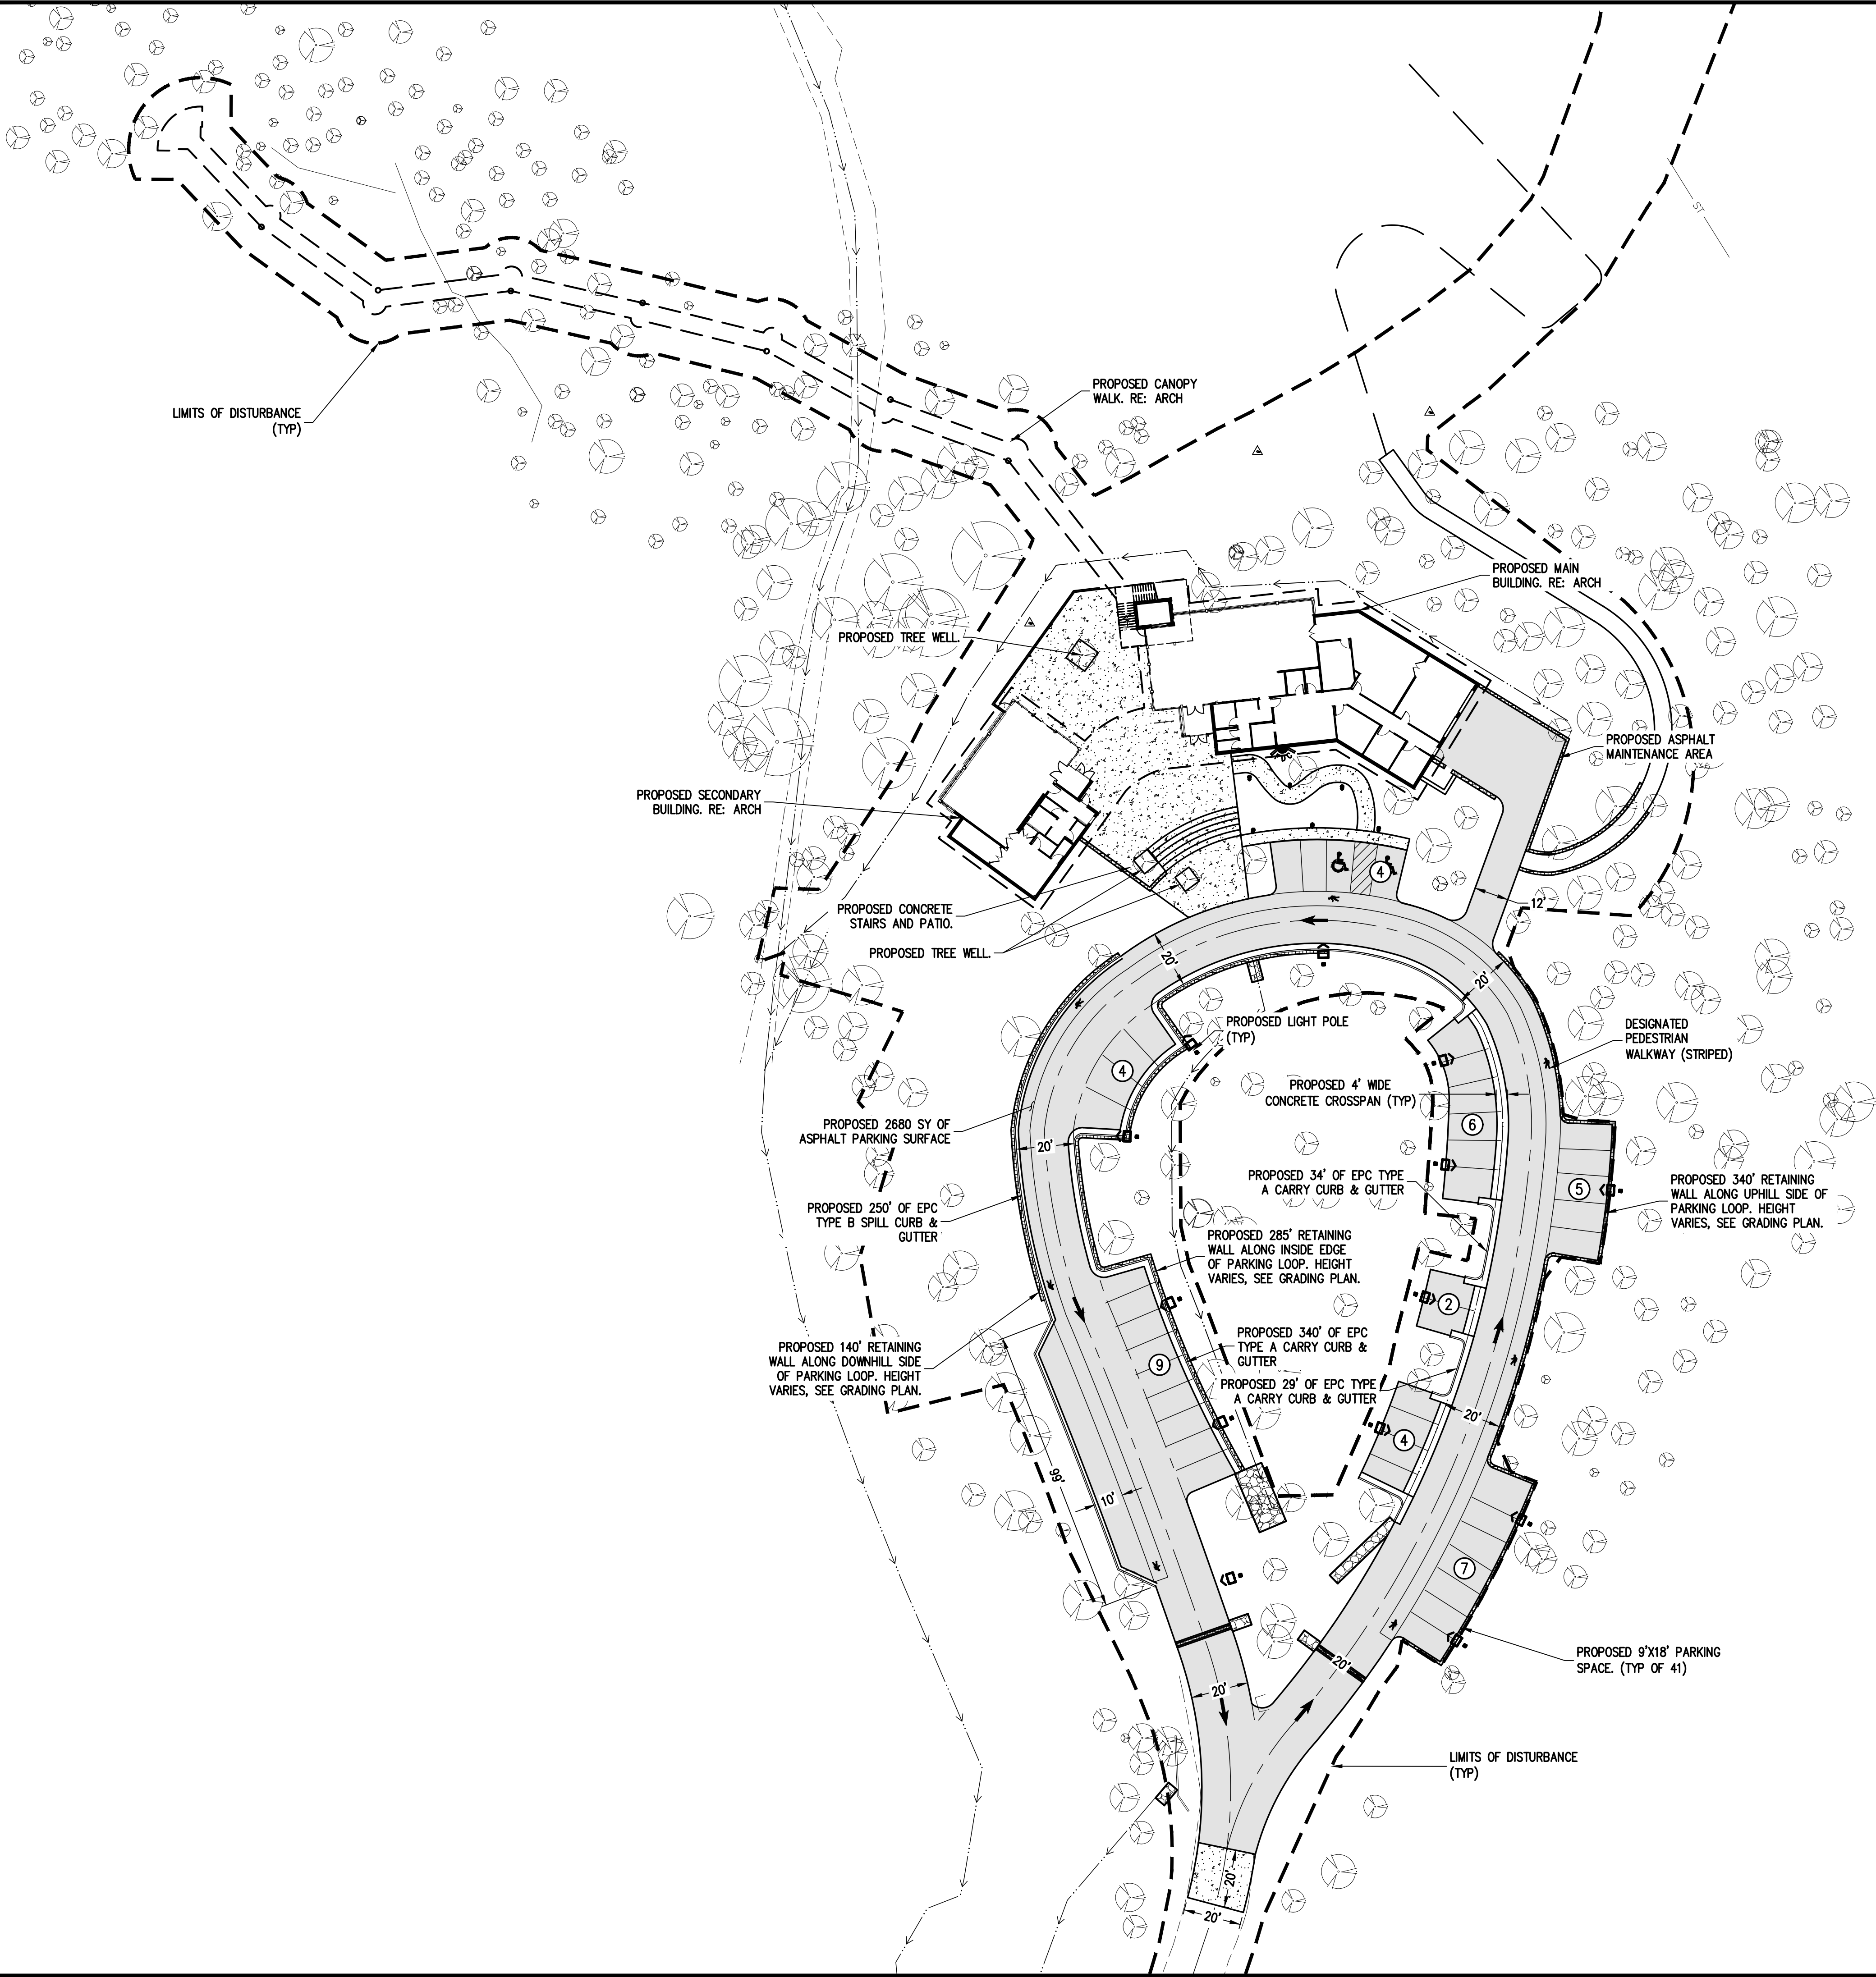 ST
PROPOSED CANOPY
WALK. RE: ARCH
LIMITS OF DISTURBANCE
(TYP)
PROPOSED MAIN
BUILDING. RE: ARCH
PROPOSED TREE WELL.
PROPOSED ASPHALT
MAINTENANCE AREA
PROPOSED SECONDARY
BUILDING. RE: ARCH
4
12'
PROPOSED CONCRETE
STAIRS AND PATIO.
PROPOSED TREE WELL.
20'
20'
PROPOSED LIGHT POLE
(TYP)
DESIGNATED
PEDESTRIAN
WALKWAY (STRIPED)
4
PROPOSED 4' WIDE
CONCRETE CROSSPAN (TYP)
6
PROPOSED 2680 SY OF
ASPHALT PARKING SURFACE
20'
PROPOSED 34' OF EPC TYPE
A CARRY CURB & GUTTER
5
PROPOSED 340' RETAINING
WALL ALONG UPHILL SIDE OF
PARKING LOOP. HEIGHT
VARIES, SEE GRADING PLAN.
PROPOSED 250' OF EPC
TYPE B SPILL CURB &
GUTTER
PROPOSED 285' RETAINING
WALL ALONG INSIDE EDGE
OF PARKING LOOP. HEIGHT
VARIES, SEE GRADING PLAN.
2
PROPOSED 140' RETAINING
WALL ALONG DOWNHILL SIDE
OF PARKING LOOP. HEIGHT
VARIES, SEE GRADING PLAN.
9
PROPOSED 340' OF EPC
TYPE A CARRY CURB &
GUTTER
PROPOSED 29' OF EPC TYPE
A CARRY CURB & GUTTER
20'
4
99'
10'
7
PROPOSED 9'X18' PARKING
SPACE. (TYP OF 41)
20'
20'
LIMITS OF DISTURBANCE
(TYP)
20'
20'